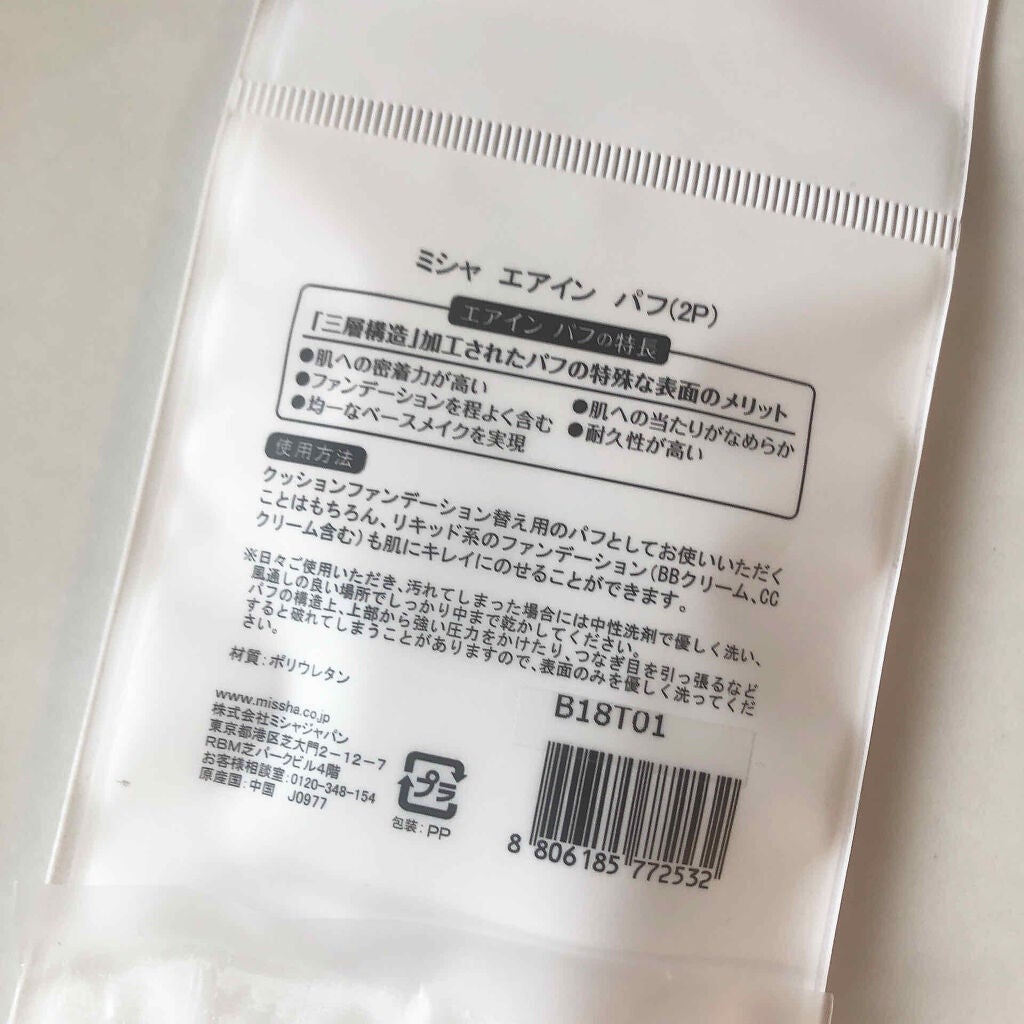 ミシャ エアイン パフ(2P)
エアイン パフの特長
「三層構造」加工されたパフの特殊な表面のメリット
●肌への密着力が高い
●ファンデーションを程よく含む
●均一なベースメイクを実現
●肌への当たりがなめらか
●耐久性が高い
使用方法
クッションファンデーション替え用のパフとしてお使いいただく
ことはもちろん、リキッド系のファンデーション(BBクリーム、CC
クリーム含む)も肌にキレイにのせることができます。
※日々ご使用いただき、汚れてしまった場合には中性洗剤で優しく洗い、
風通しの良い場所でしっかり中まで乾かしてください。
パフの構造上、上部から強い圧力をかけたり、つなぎ目を引っ張るなど
すると破れてしまうことがありますので、表面のみを優しく洗ってくだ
さい。
材質:ポリウレタン
www.missha.co.jp
株式会社ミシャジャパン
東京都港区芝大門2-12-7
RBM芝パークビル4階
お客様相談室:0120-348-154
原産国:中国 J0977
プラ
包装:PP
B18T01
8 806185 772532